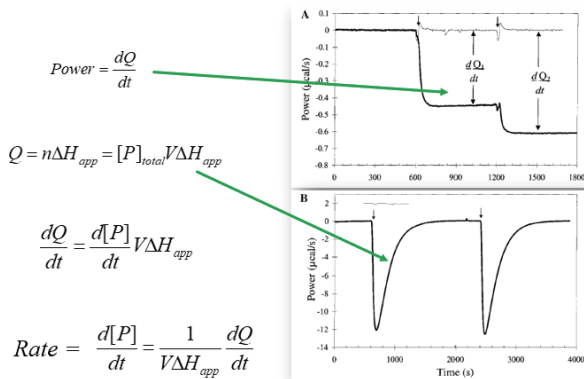 Power = dQ/dt
Q = nΔH_app = [P]_total VΔH_app
dQ/dt = d[P]/dt VΔH_app
Rate = d[P]/dt = 1/VΔH_app dQ/dt
A
0.1
0
-0.1
-0.2
-0.3
-0.4
-0.5
-0.6
-0.7
-0.8
Power (µcal/s)
dQ₁
dt
dQ₂
dt
0 300 600 900 1200 1500 1800
B
2
0
-2
-4
-6
-8
-10
-12
-14
Power (µcal/s)
0 1000 2000 3000 4000
Time (s)